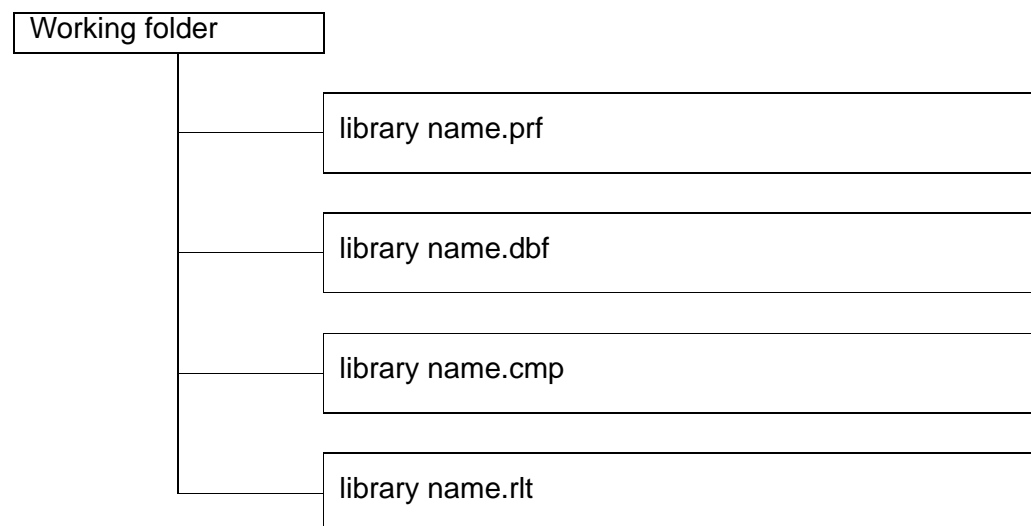 Working folder
library name.prf
library name.dbf
library name.cmp
library name.rlt